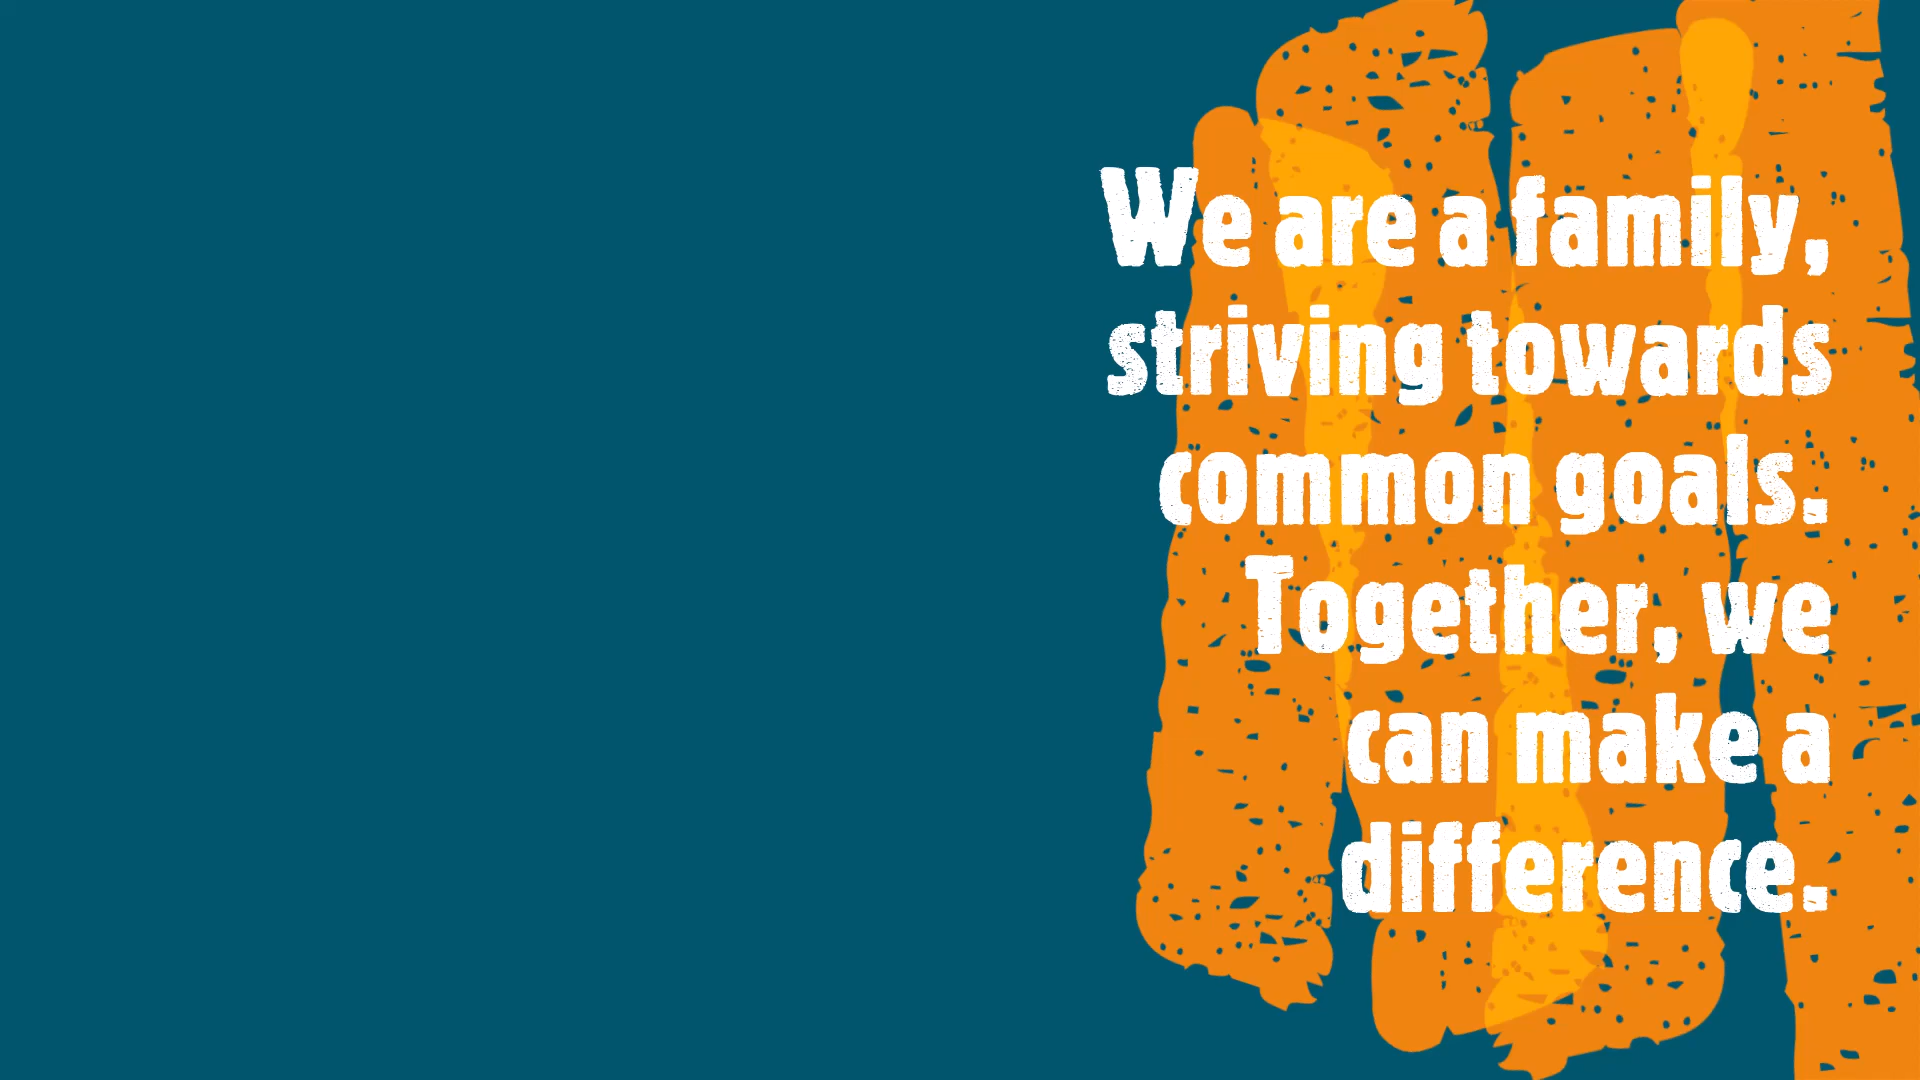 We are a family,
striving towards
common goals.
Together, we
can make a
difference.